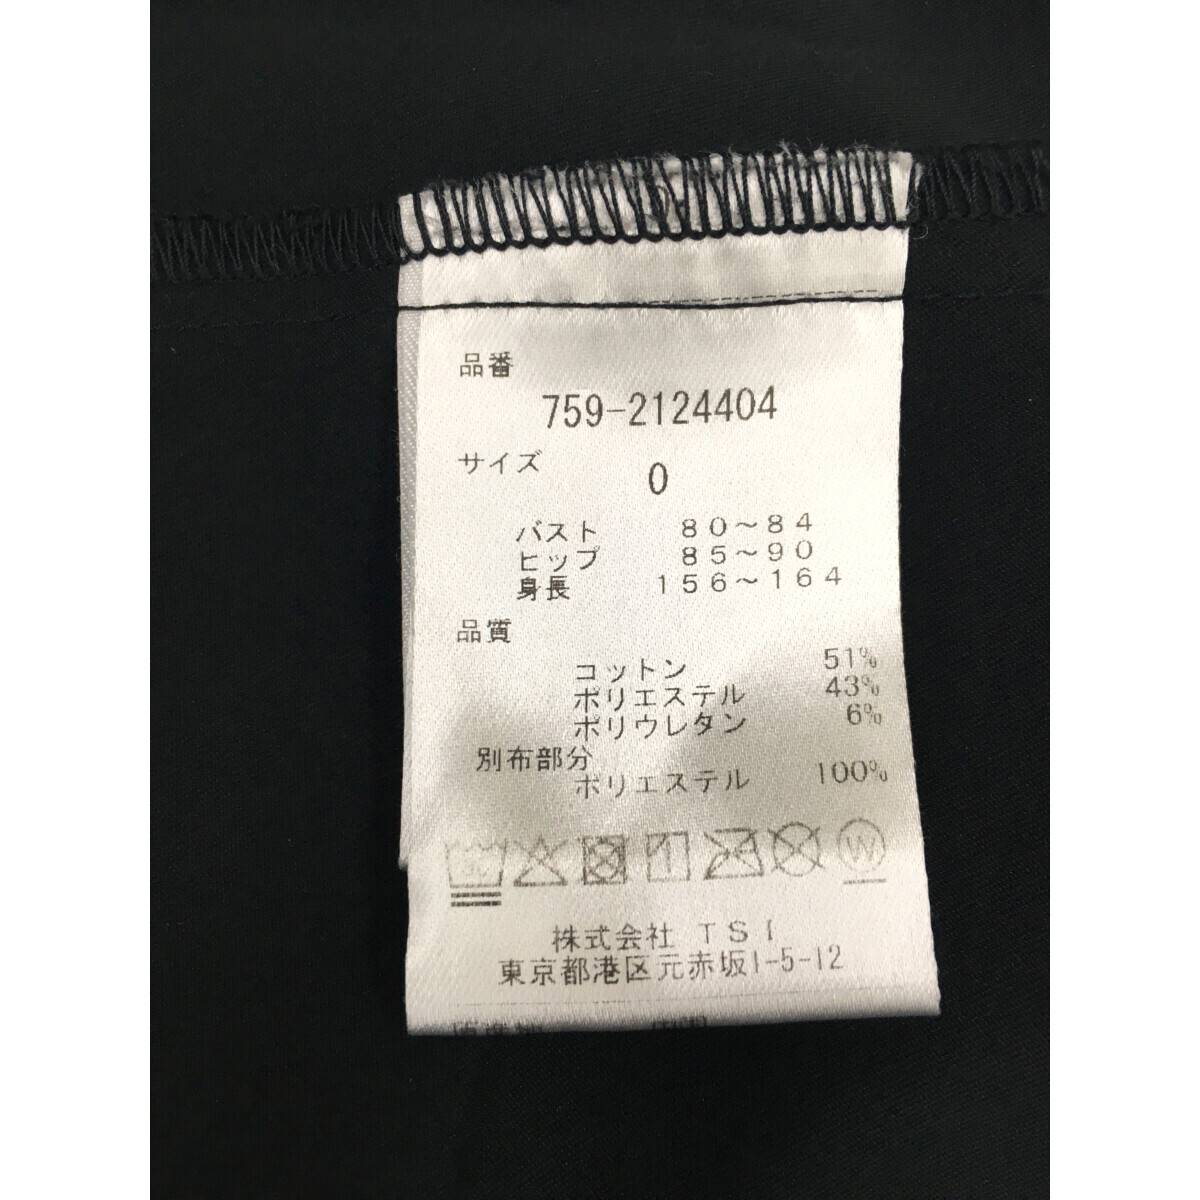 品番
759-2124404
サイズ
0
バスト 80～84
ヒップ 85～90
身長 156～164
品質
コットン 51%
ポリエステル 43%
ポリウレタン 6%
別布部分
ポリエステル 100%
W
株式会社 TSI
東京都港区元赤坂1-5-12